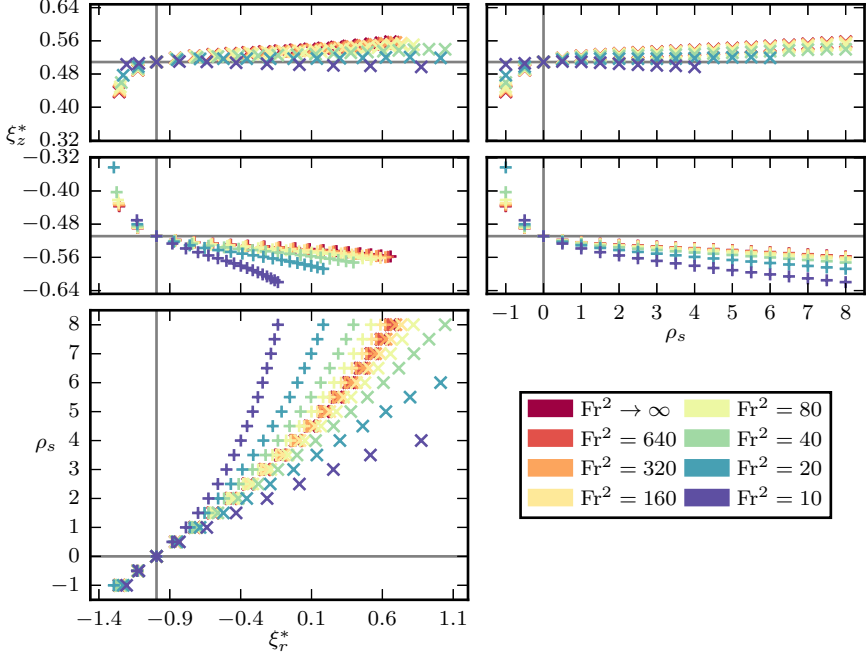 0.64
0.56
0.48
0.40
0.32
ξ*z
−0.32
−0.40
−0.48
−0.56
−0.64
−1 0 1 2 3 4 5 6 7 8
ρs
8
7
6
5
4
3
2
1
0
−1
ρs
−1.4 −0.9 −0.4 0.1 0.6 1.1
ξ*r
Fr² → ∞ Fr² = 80
Fr² = 640 Fr² = 40
Fr² = 320 Fr² = 20
Fr² = 160 Fr² = 10